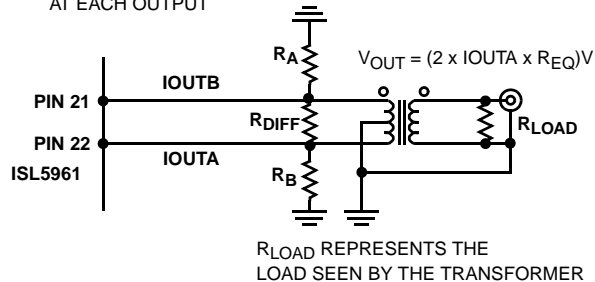 AT EACH OUTPUT
RA
VOUT = (2 x IOUTA x REQ)V
IOUTB
PIN 21
RDIFF
RLOAD
PIN 22
IOUTA
ISL5961
RB
RLOAD REPRESENTS THE
LOAD SEEN BY THE TRANSFORMER